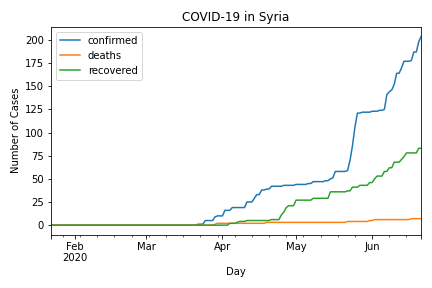 COVID-19 in Syria
confirmed
deaths
recovered
Number of Cases
200
175
150
125
100
75
50
25
0
Feb Mar Apr May Jun
2020
Day